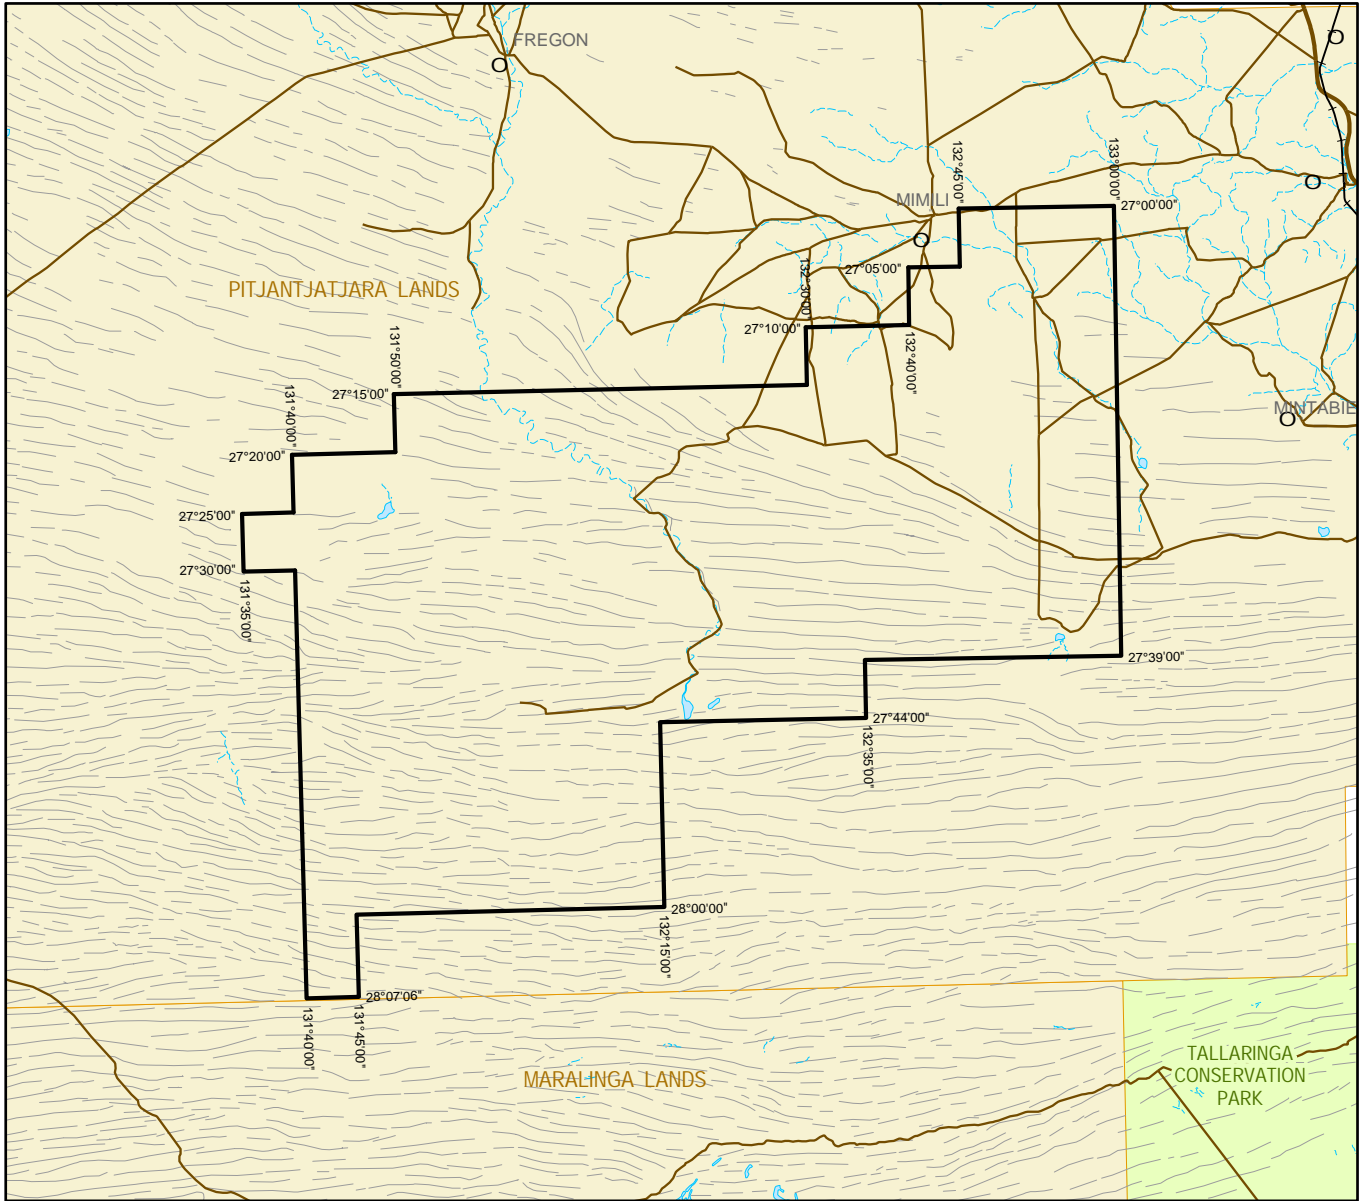 FREGON
132°45'00"
133°00'00"
MIMILI
27°00'00"
132°30'00"
27°05'00"
PITJANTJATJARA LANDS
131°50'00"
27°10'00"
132°40'00"
131°40'00"
27°15'00"
MINTABIE
27°20'00"
27°25'00"
27°30'00"
131°35'00"
27°39'00"
27°44'00"
132°35'00"
28°00'00"
132°15'00"
28°07'06"
131°40'00"
131°45'00"
MARALINGA LANDS
TALLARINGA
CONSERVATION
PARK